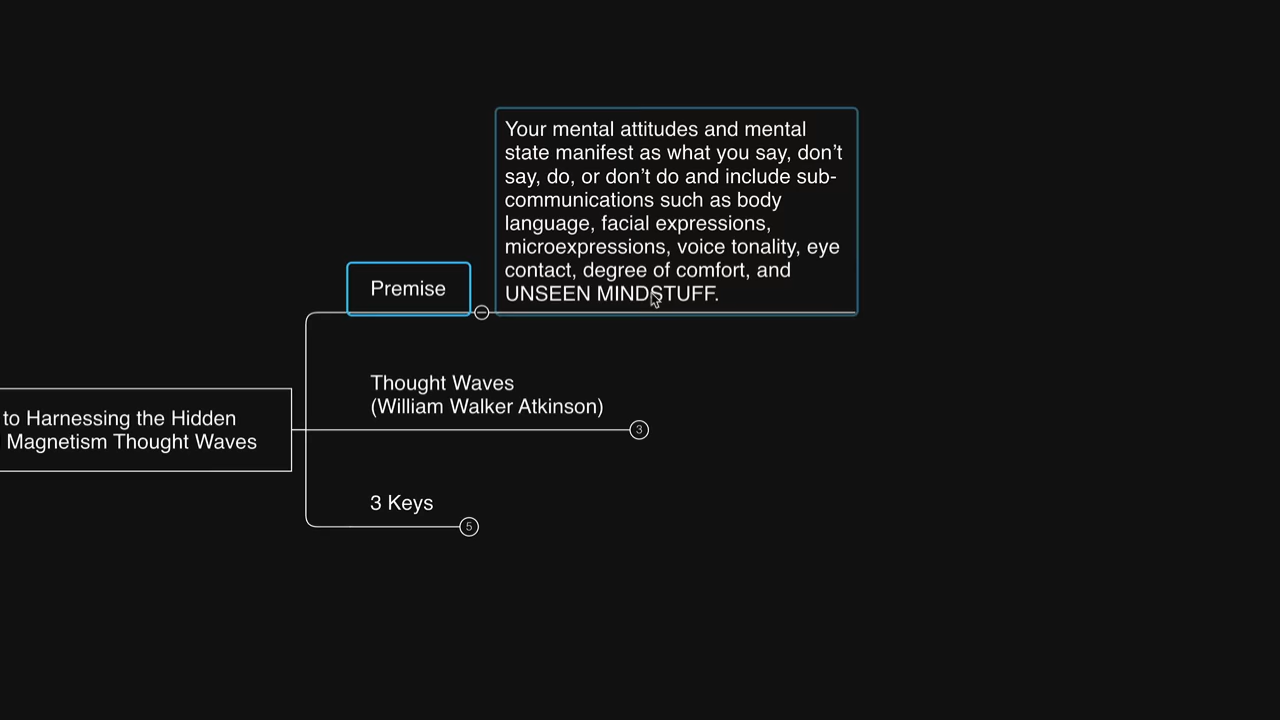 Your mental attitudes and mental
state manifest as what you say, don’t
say, do, or don’t do and include sub-
communications such as body
language, facial expressions,
microexpressions, voice tonality, eye
contact, degree of comfort, and
UNSEEN MINDSTUFF.
Premise
Thought Waves
(William Walker Atkinson)
3
to Harnessing the Hidden
Magnetism Thought Waves
3 Keys
5